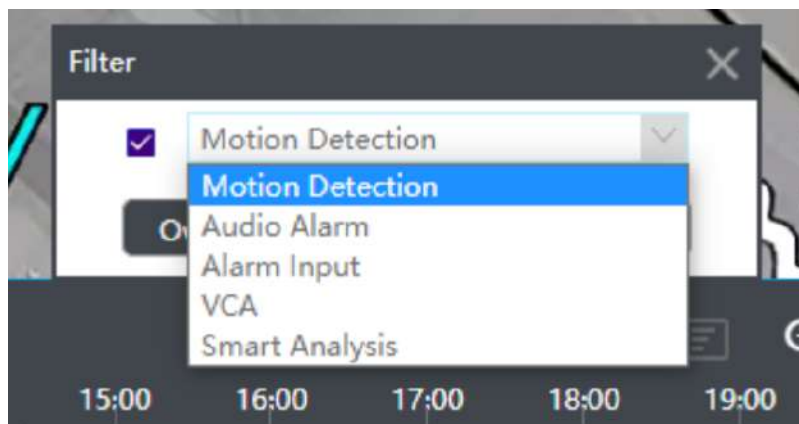 Filter
Motion Detection
Motion Detection
Audio Alarm
Alarm Input
VCA
Smart Analysis
15:00 16:00 17:00 18:00 19:00